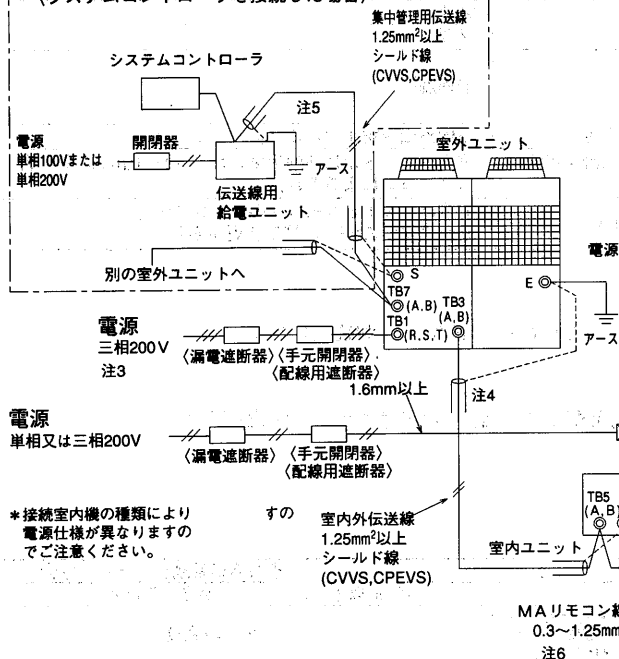 (システムコントローラを接続した場合)
集中管理用伝送線
1.25mm²以上
シールド線
(CVVS,CPEVS)
システムコントローラ
注5
電源
単相100Vまたは
単相200V
開閉器
アース
伝送線用
給電ユニット
室外ユニット
別の室外ユニットへ
S
TB7
(A,B)
TB3
(A,B)
TB1
(R,S,T)
E
電源
アース
電源
三相200V
注3
〈漏電遮断器〉
〈手元開閉器〉
〈配線用遮断器〉
1.6mm以上
注4
電源
単相又は三相200V
〈漏電遮断器〉
〈手元開閉器〉
〈配線用遮断器〉
*接続室内機の種類により
電源仕様が異なりますの
でご注意ください。
すの
室内外伝送線
1.25mm²以上
シールド線
(CVVS,CPEVS)
TB5
(A,B)
室内ユニット
MAリモコン線
0.3～1.25mm
注6